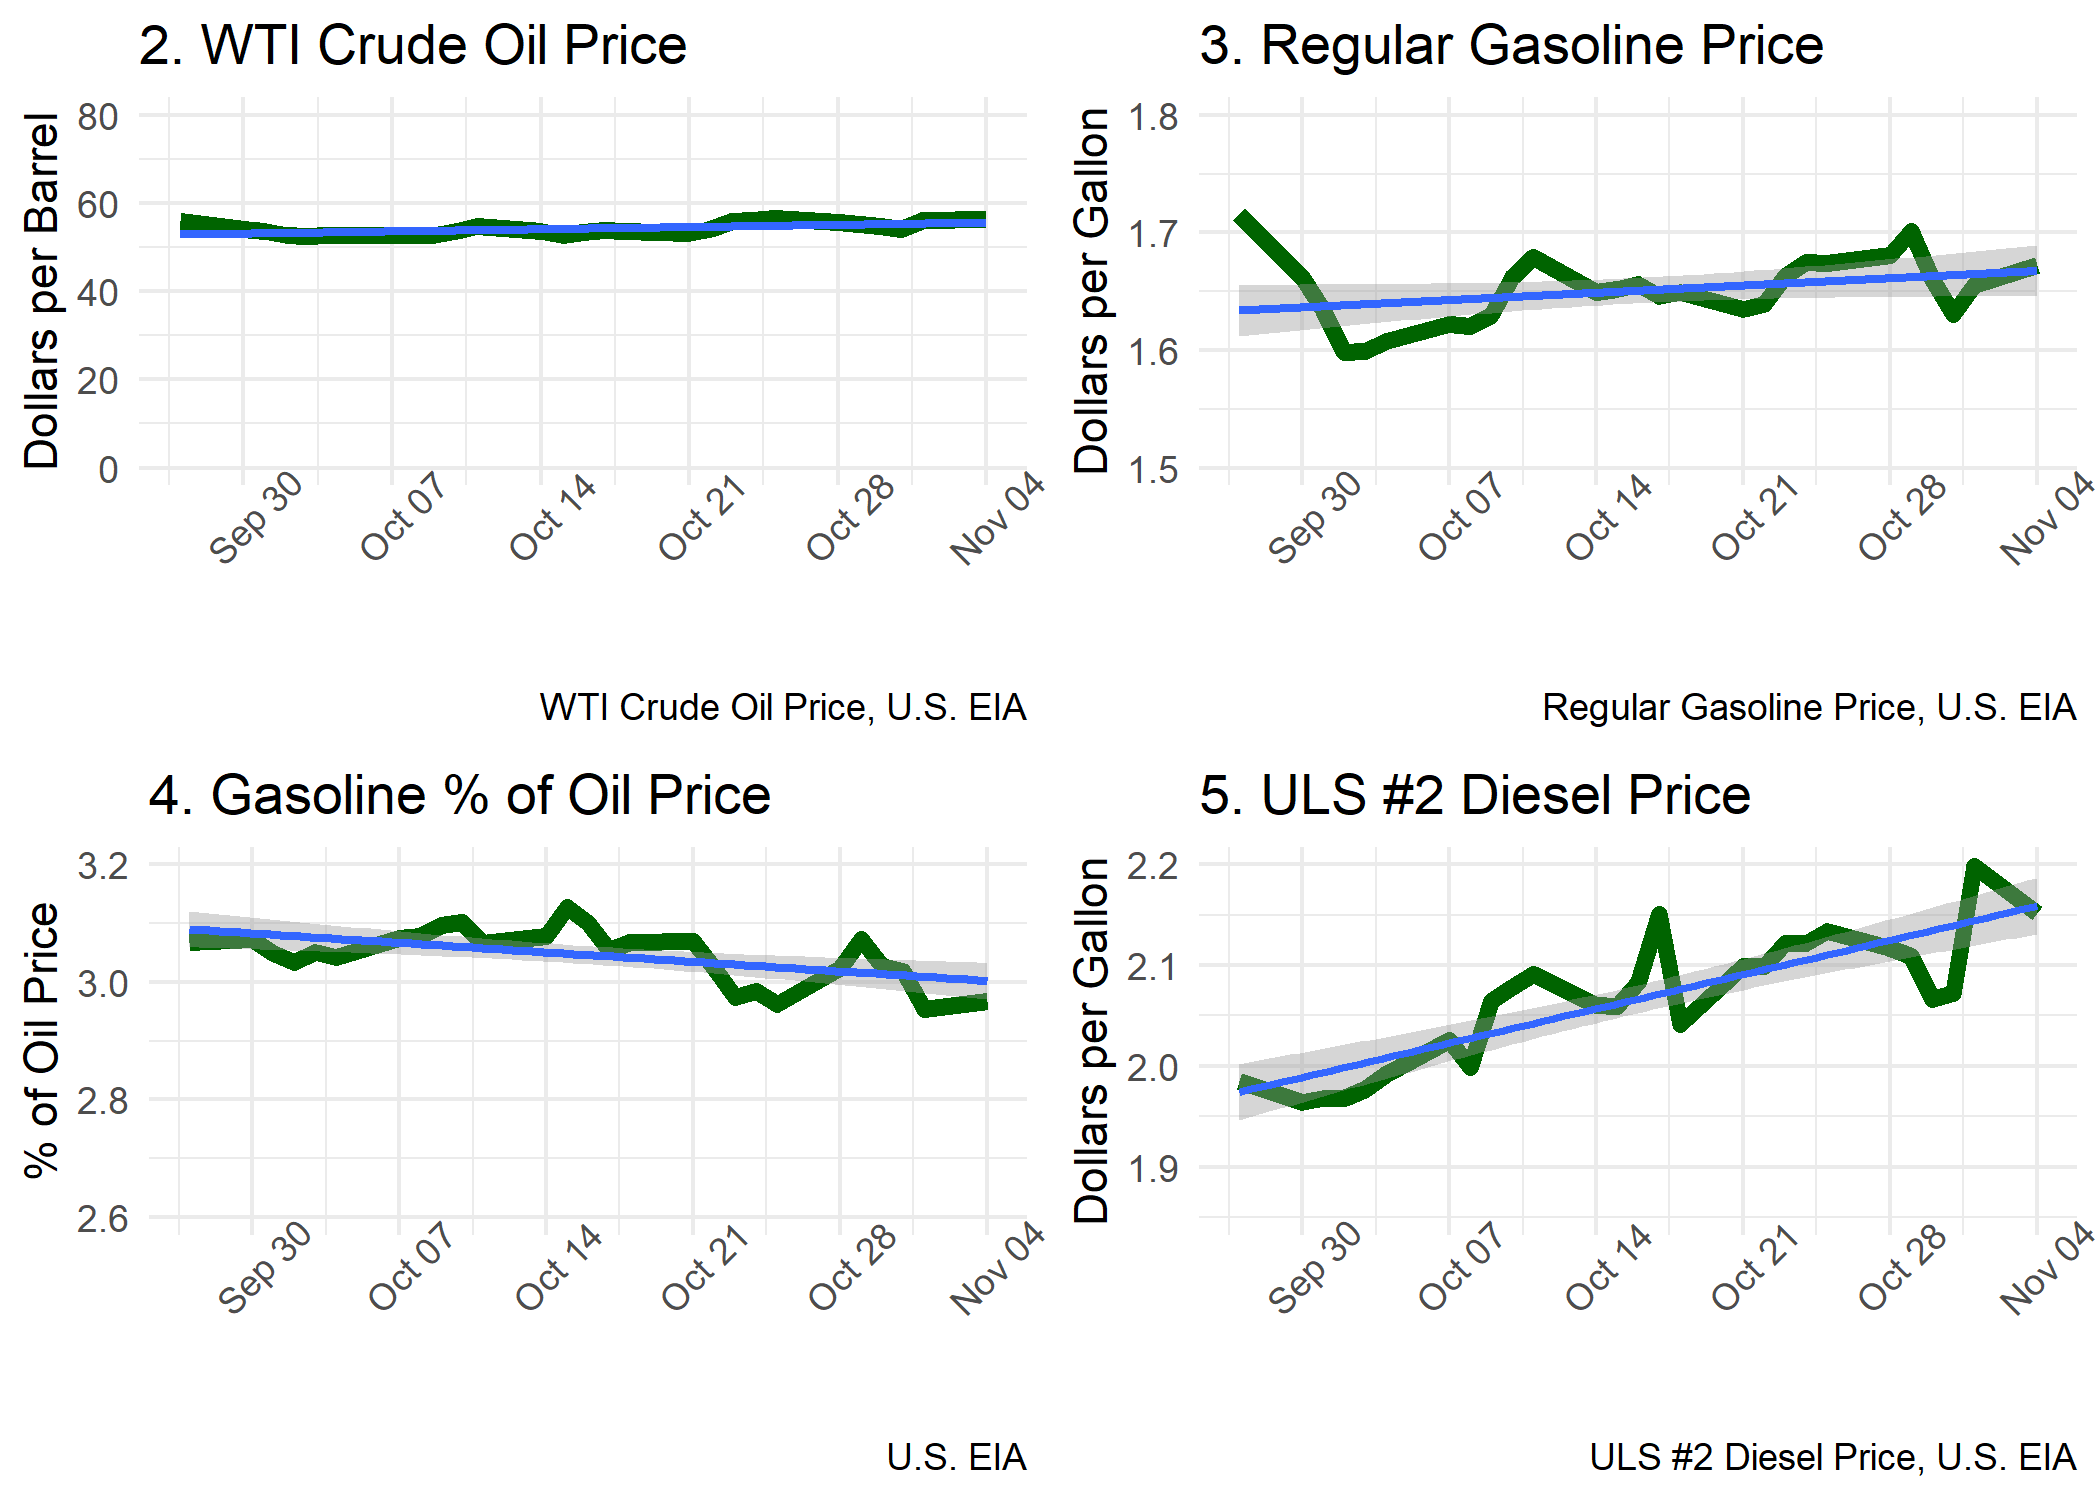 2. WTI Crude Oil Price
Dollars per Barrel
80
60
40
20
0
Sep 30
Oct 07
Oct 14
Oct 21
Oct 28
Nov 04
WTI Crude Oil Price, U.S. EIA
3. Regular Gasoline Price
Dollars per Gallon
1.8
1.7
1.6
1.5
Sep 30
Oct 07
Oct 14
Oct 21
Oct 28
Nov 04
Regular Gasoline Price, U.S. EIA
4. Gasoline % of Oil Price
% of Oil Price
3.2
3.0
2.8
2.6
Sep 30
Oct 07
Oct 14
Oct 21
Oct 28
Nov 04
U.S. EIA
5. ULS #2 Diesel Price
Dollars per Gallon
2.2
2.1
2.0
1.9
Sep 30
Oct 07
Oct 14
Oct 21
Oct 28
Nov 04
ULS #2 Diesel Price, U.S. EIA